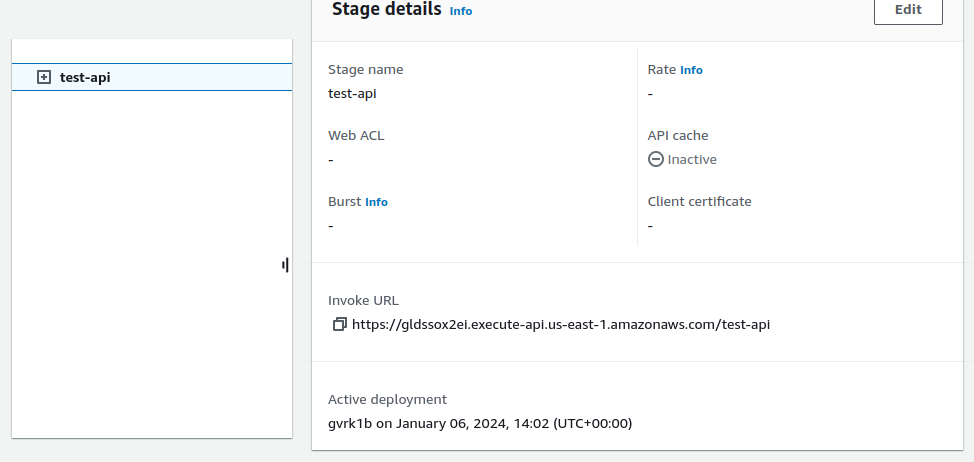 Stage details Info
Edit
test-api
Stage name
test-api
Rate Info
-
Web ACL
-
API cache
Inactive
Burst Info
-
Client certificate
-
Invoke URL
https://gldssox2ei.execute-api.us-east-1.amazonaws.com/test-api
Active deployment
gvrk1b on January 06, 2024, 14:02 (UTC+00:00)